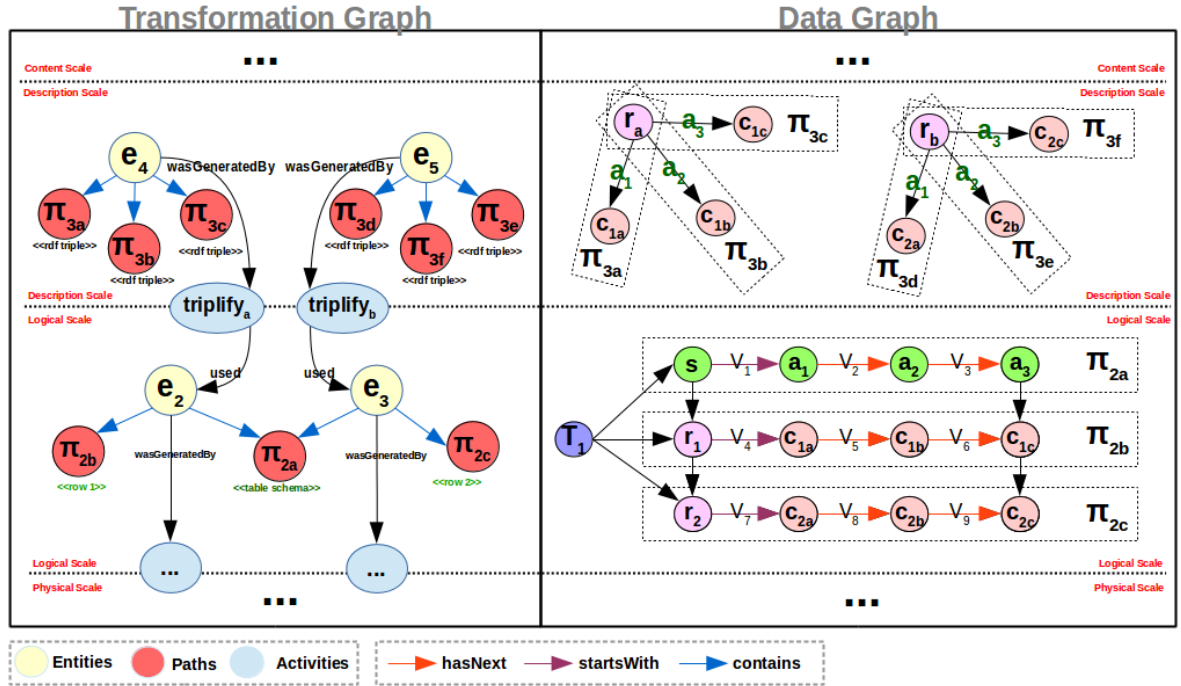 Transformation Graph
Data Graph
...
...
Content Scale
Description Scale
Content Scale
Description Scale
e4
wasGeneratedBy
wasGeneratedBy
e5
π3a
<<rdf triple>>
π3b
<<rdf triple>>
π3c
<<rdf triple>>
π3d
<<rdf triple>>
π3f
<<rdf triple>>
π3e
<<rdf triple>>
ra
a3
c1c
π3c
a1
a2
c1a
c1b
π3a
π3b
rb
a3
c2c
π3f
a1
a2
c2a
c2b
π3d
π3e
Description Scale
Logical Scale
Description Scale
Logical Scale
triplifya
triplifyb
used
used
e2
e3
π2b
<<row 1>>
wasGeneratedBy
π2a
<<table schema>>
wasGeneratedBy
π2c
<<row 2>>
...
...
T1
s
V1
a1
V2
a2
V3
a3
π2a
r1
V4
c1a
V5
c1b
V6
c1c
π2b
r2
V7
c2a
V8
c2b
V9
c2c
π2c
Logical Scale
Physical Scale
Logical Scale
Physical Scale
...
...
Entities
Paths
Activities
hasNext
startsWith
contains